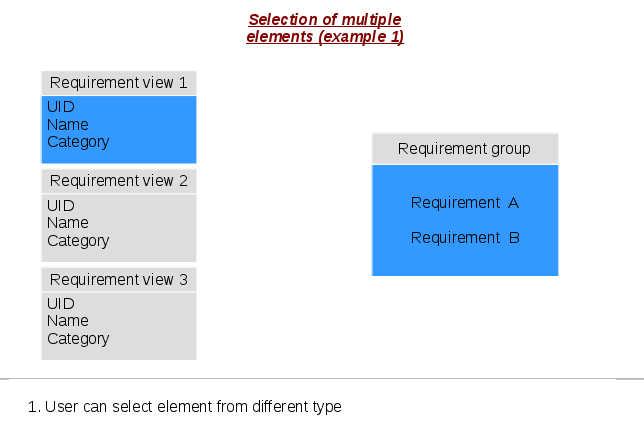 Selection of multiple
elements (example 1)
Requirement view 1
UID
Name
Category
Requirement view 2
UID
Name
Category
Requirement view 3
UID
Name
Category
Requirement group
Requirement A
Requirement B
1. User can select element from different type